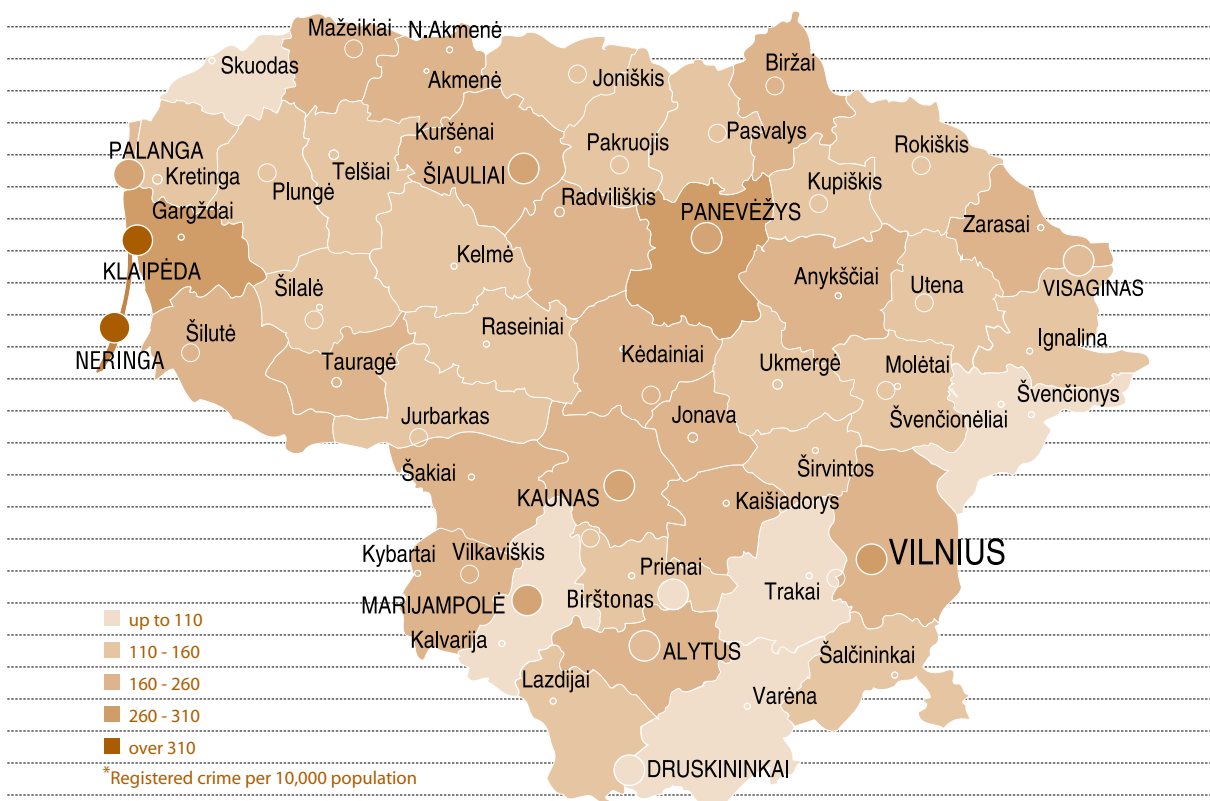 Mažeikiai
N.Akmenė
Skuodas
Akmenė
Joniškis
Biržai
Kuršėnai
Pakruojis
Pasvalys
Rokiškis
PALANGA
Kretinga
Plungė
Telšiai
ŠIAULIAI
Kupiškis
Gargždai
Radviliškis
PANEVĖŽYS
Zarasai
KLAIPĖDA
Kelmė
Anykščiai
Utena
VISAGINAS
Šilalė
NERINGA
Šilutė
Raseiniai
Ignalina
Tauragė
Kėdainiai
Ukmergė
Molėtai
Švenčionys
Jurbarkas
Jonava
Švenčionėliai
Šakiai
KAUNAS
Širvintos
Kaišiadorys
Kybartai
Vilkaviškis
VILNIUS
MARIJAMPOLĖ
Prienai
Birštonas
Trakai
Kalvarija
ALYTUS
Šalčininkai
Lazdijai
Varėna
DRUSKININKAI
up to 110
110 - 160
160 - 260
260 - 310
over 310
*Registered crime per 10,000 population